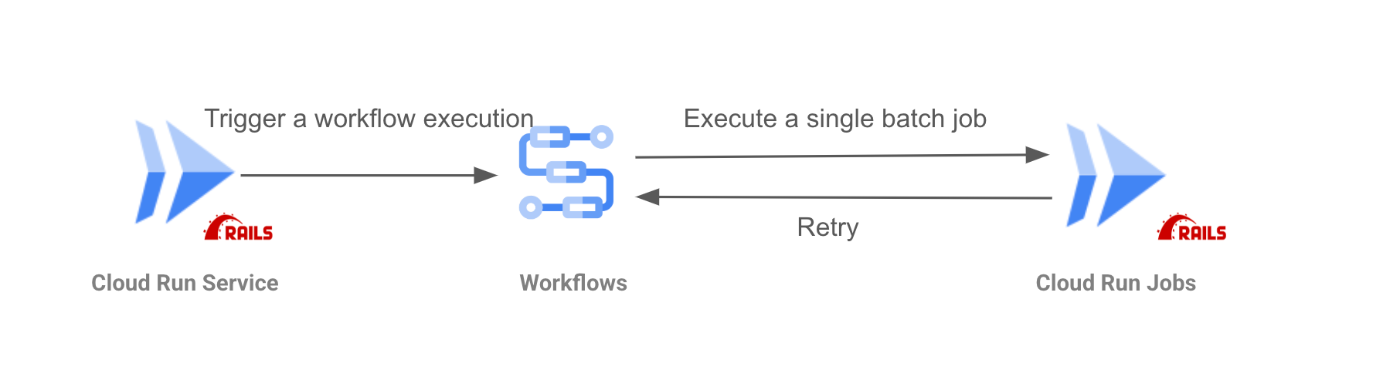 Trigger a workflow execution
Execute a single batch job
Retry
RAILS
RAILS
Cloud Run Service
Workflows
Cloud Run Jobs